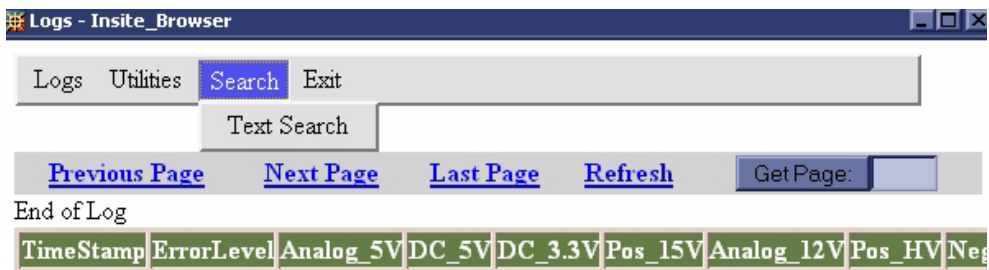 Logs - Insite_Browser
Logs Utilities Search Exit
Text Search
Previous Page Next Page Last Page Refresh Get Page:
End of Log
TimeStamp ErrorLevel Analog_5V DC_5V DC_3.3V Pos_15V Analog_12V Pos_HV Neg